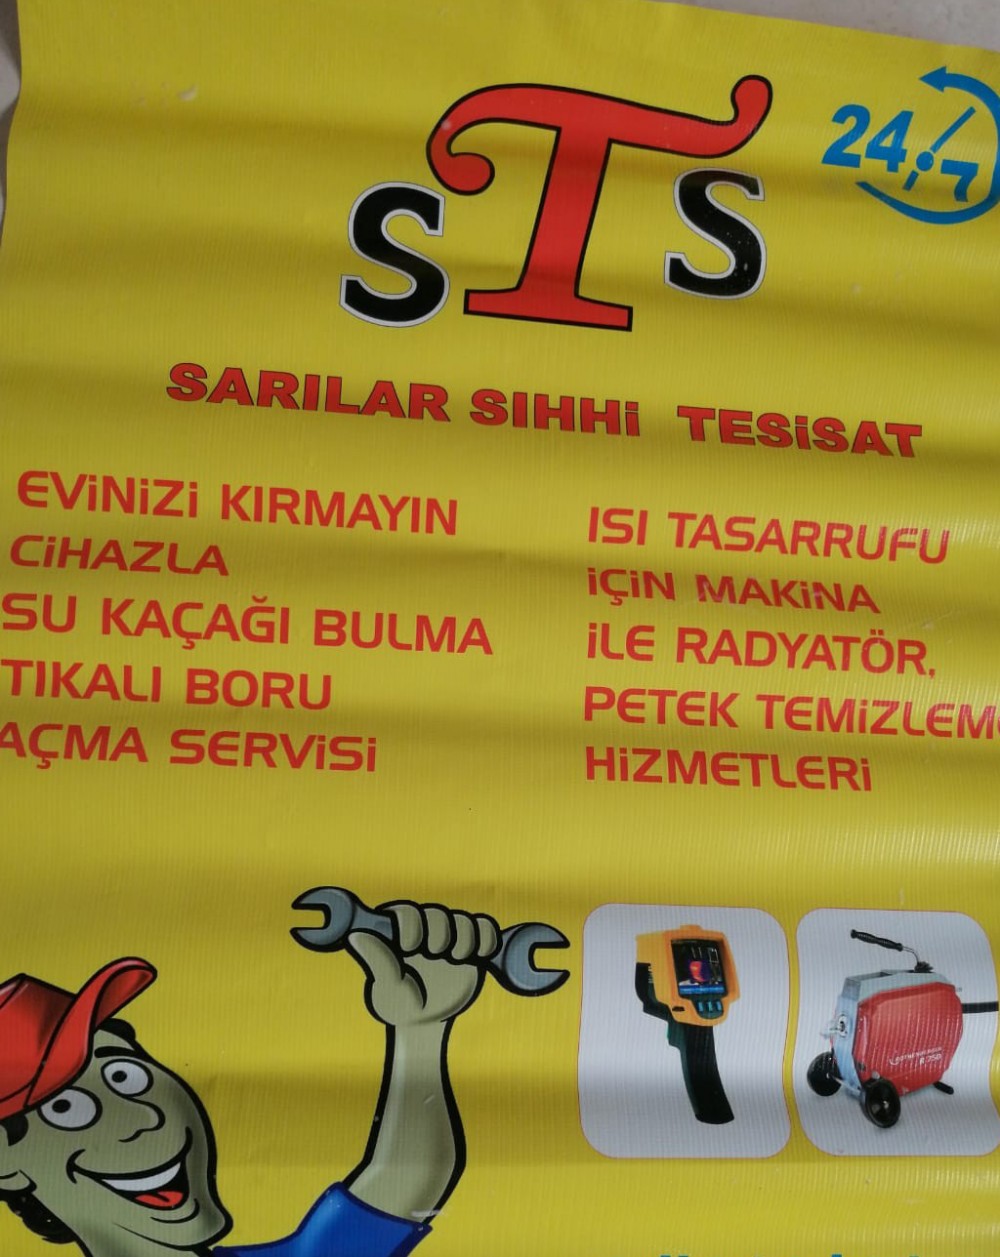 STS
24/7
SARILAR SIHHİ TESİSAT
EVİNİZİ KIRMAYIN
CİHAZLA
SU KAÇAĞI BULMA
TIKALI BORU
AÇMA SERVİSİ
ISI TASARRUFU
İÇİN MAKİNA
İLE RADYATÖR,
PETEK TEMİZLEME
HİZMETLERİ